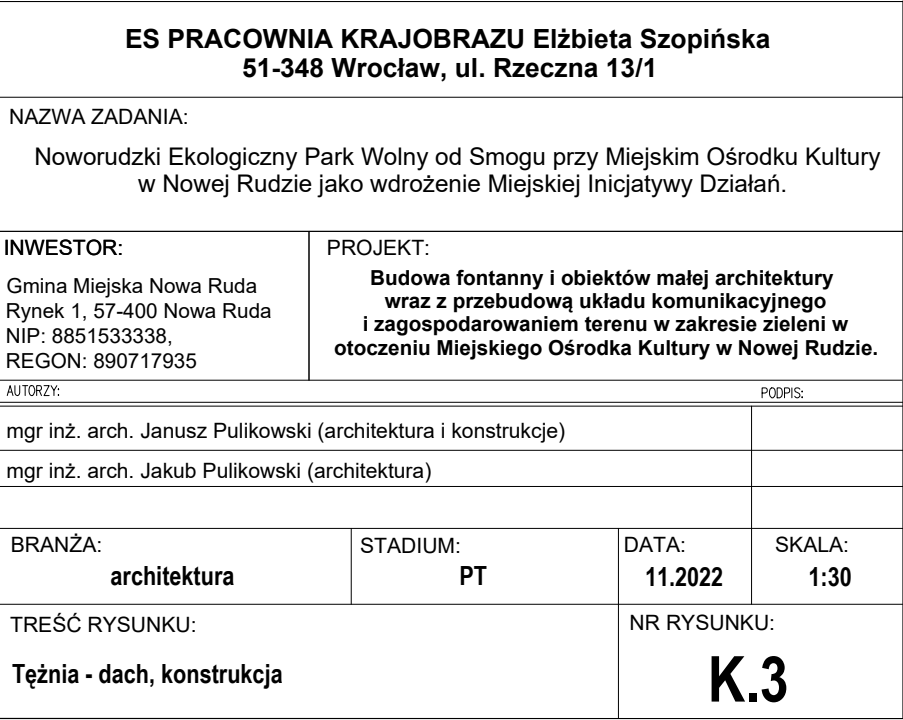 ES PRACOWNIA KRAJOBRAZU Elżbieta Szopińska
51-348 Wrocław, ul. Rzeczna 13/1
NAZWA ZADANIA:
Noworudzki Ekologiczny Park Wolny od Smogu przy Miejskim Ośrodku Kultury
w Nowej Rudzie jako wdrożenie Miejskiej Inicjatywy Działań.
INWESTOR:
Gmina Miejska Nowa Ruda
Rynek 1, 57-400 Nowa Ruda
NIP: 8851533338,
REGON: 890717935
PROJEKT:
Budowa fontanny i obiektów małej architektury
wraz z przebudową układu komunikacyjnego
i zagospodarowaniem terenu w zakresie zieleni w
otoczeniu Miejskiego Ośrodka Kultury w Nowej Rudzie.
AUTORZY: PODPIS:
mgr inż. arch. Janusz Pulikowski (architektura i konstrukcje)
mgr inż. arch. Jakub Pulikowski (architektura)
BRANŻA: STADIUM: DATA: SKALA:
architektura PT 11.2022 1:30
TREŚĆ RYSUNKU: NR RYSUNKU:
Tężnia - dach, konstrukcja K.3